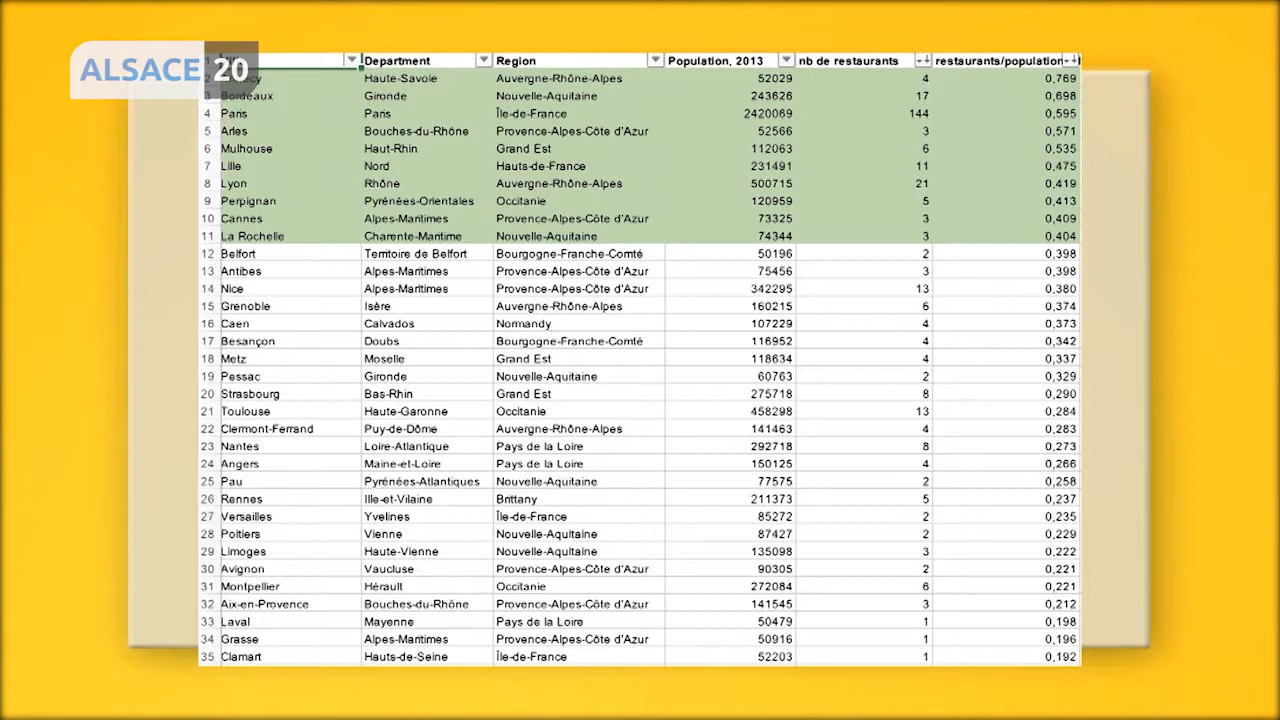 ALSACE 20
Department Region Population, 2013 nb de restaurants restaurants/population
Haute-Savoie Auvergne-Rhône-Alpes 52029 4 0,769
3 Bordeaux Gironde Nouvelle-Aquitaine 243626 17 0,698
4 Paris Paris Île-de-France 2420069 144 0,595
5 Arles Bouches-du-Rhône Provence-Alpes-Côte d'Azur 52566 3 0,571
6 Mulhouse Haut-Rhin Grand Est 112063 6 0,535
7 Lille Nord Hauts-de-France 231491 11 0,475
8 Lyon Rhône Auvergne-Rhône-Alpes 500715 21 0,419
9 Perpignan Pyrénées-Orientales Occitanie 120959 5 0,413
10 Cannes Alpes-Maritimes Provence-Alpes-Côte d'Azur 73325 3 0,409
11 La Rochelle Charente-Maritime Nouvelle-Aquitaine 74344 3 0,404
12 Belfort Territoire de Belfort Bourgogne-Franche-Comté 50196 2 0,398
13 Antibes Alpes-Maritimes Provence-Alpes-Côte d'Azur 75456 3 0,398
14 Nice Alpes-Maritimes Provence-Alpes-Côte d'Azur 342295 13 0,380
15 Grenoble Isère Auvergne-Rhône-Alpes 160215 6 0,374
16 Caen Calvados Normandy 107229 4 0,373
17 Besançon Doubs Bourgogne-Franche-Comté 116952 4 0,342
18 Metz Moselle Grand Est 118634 4 0,337
19 Pessac Gironde Nouvelle-Aquitaine 60763 2 0,329
20 Strasbourg Bas-Rhin Grand Est 275718 8 0,290
21 Toulouse Haute-Garonne Occitanie 458298 13 0,284
22 Clermont-Ferrand Puy-de-Dôme Auvergne-Rhône-Alpes 141463 4 0,283
23 Nantes Loire-Atlantique Pays de la Loire 292718 8 0,273
24 Angers Maine-et-Loire Pays de la Loire 150125 4 0,266
25 Pau Pyrénées-Atlantiques Nouvelle-Aquitaine 77575 2 0,258
26 Rennes Ille-et-Vilaine Brittany 211373 5 0,237
27 Versailles Yvelines Île-de-France 85272 2 0,235
28 Poitiers Vienne Nouvelle-Aquitaine 87427 2 0,229
29 Limoges Haute-Vienne Nouvelle-Aquitaine 135098 3 0,222
30 Avignon Vaucluse Provence-Alpes-Côte d'Azur 90305 2 0,221
31 Montpellier Hérault Occitanie 272084 6 0,221
32 Aix-en-Provence Bouches-du-Rhône Provence-Alpes-Côte d'Azur 141545 3 0,212
33 Laval Mayenne Pays de la Loire 50479 1 0,198
34 Grasse Alpes-Maritimes Provence-Alpes-Côte d'Azur 50916 1 0,196
35 Clamart Hauts-de-Seine Île-de-France 52203 1 0,192